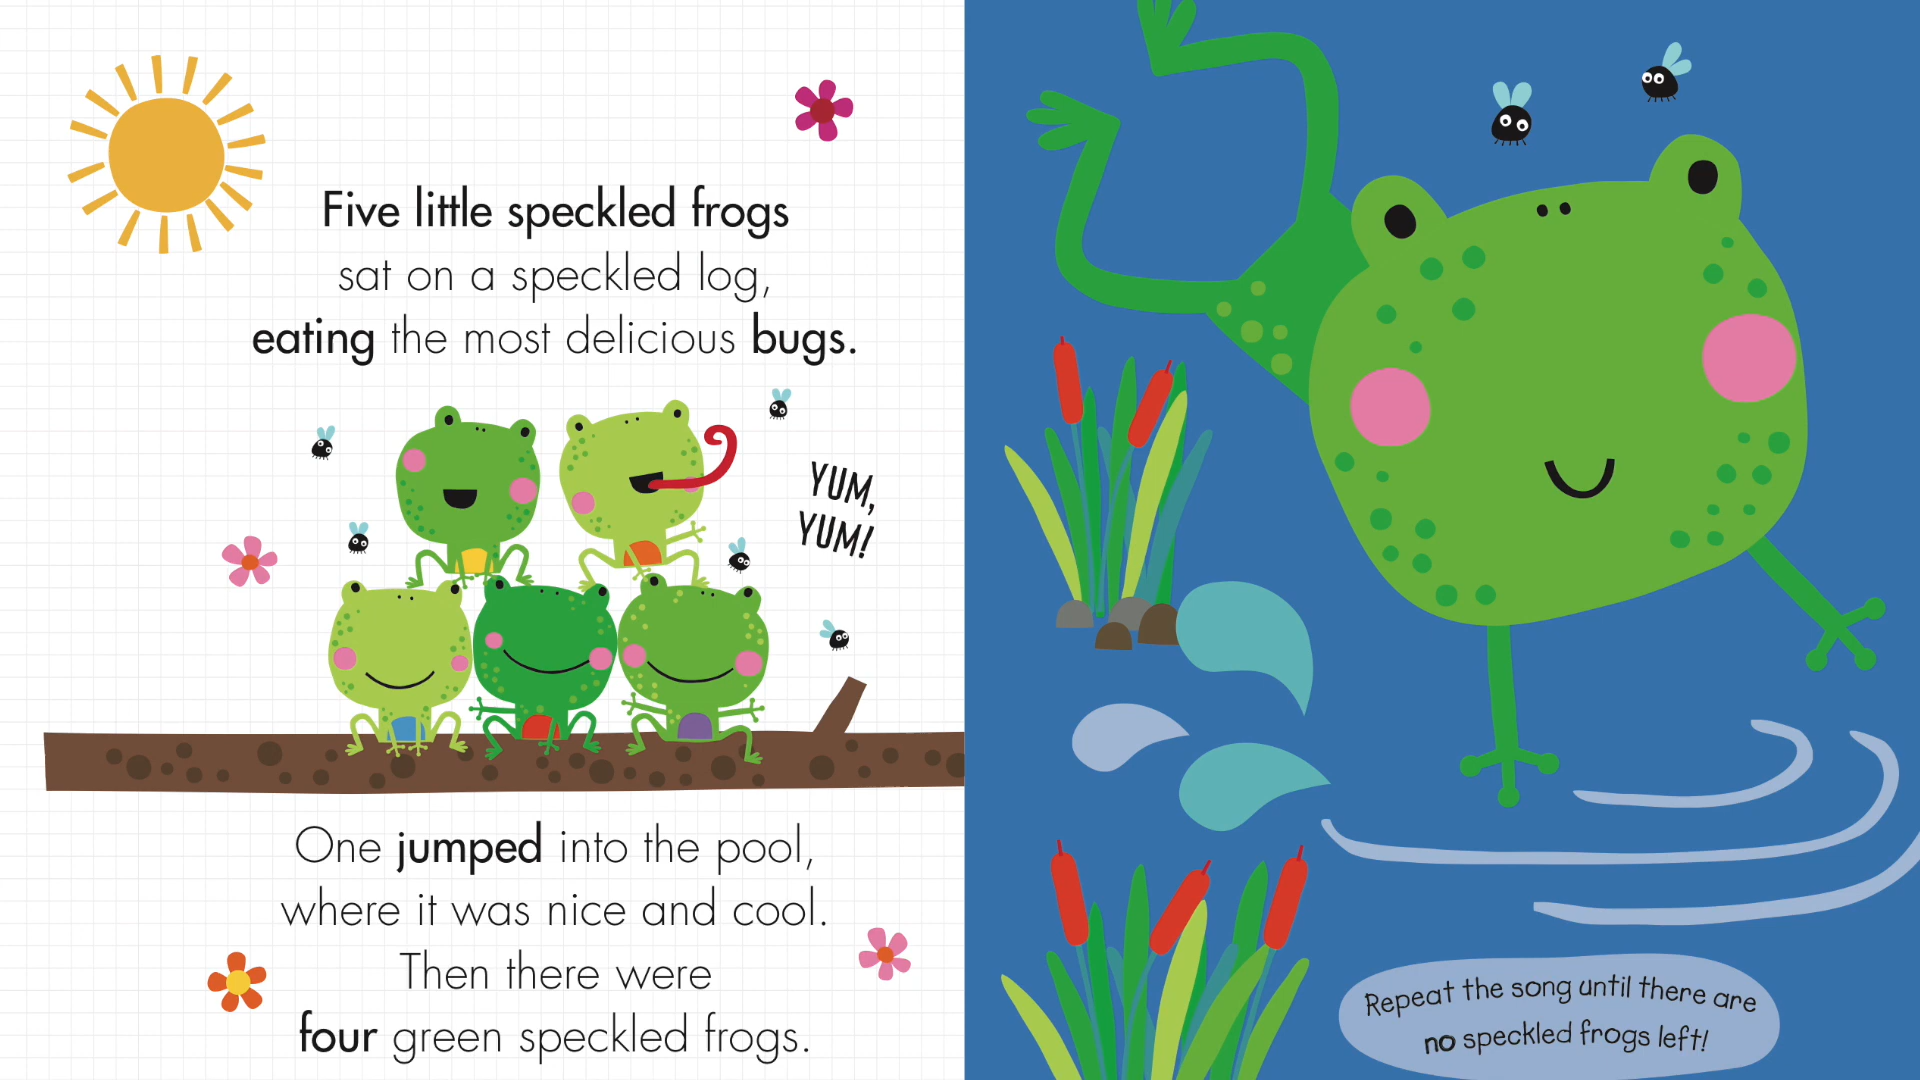 Five little speckled frogs
sat on a speckled log,
eating the most delicious bugs.
YUM,
YUM!
One jumped into the pool,
where it was nice and cool.
Then there were
four green speckled frogs.
Repeat the song until there are
no speckled frogs left!